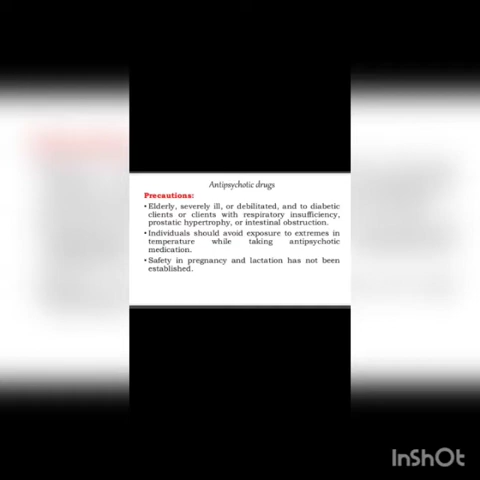 Antipsychotic drugs
Precautions:
• Elderly, severely ill, or debilitated, and to diabetic
clients or clients with respiratory insufficiency,
prostatic hypertrophy, or intestinal obstruction.
• Individuals should avoid exposure to extremes in
temperature while taking antipsychotic
medication.
• Safety in pregnancy and lactation has not been
established.
InShOt